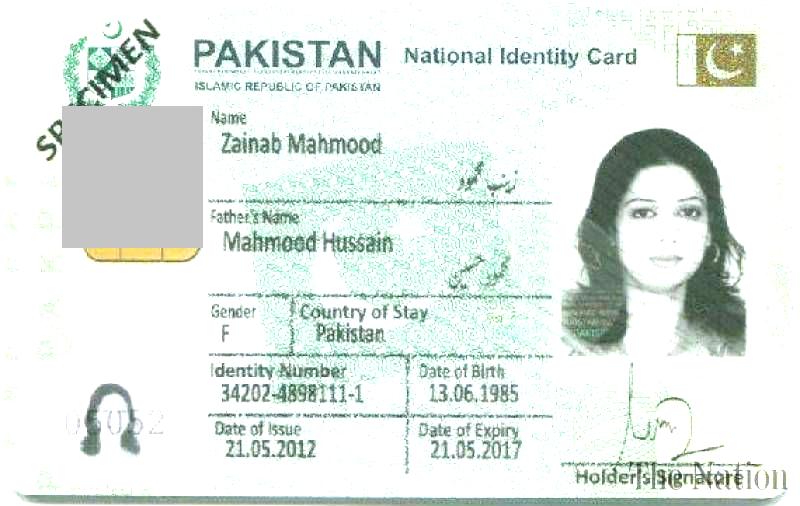 SPECIMEN
PAKISTAN National Identity Card
ISLAMIC REPUBLIC OF PAKISTAN
Name
Zainab Mahmood
زینب محمود
Father's Name
Mahmood Hussain
محمود حسین
Gender Country of Stay
F Pakistan
Identity Number Date of Birth
34202-4898111-1 13.06.1985
Date of Issue Date of Expiry
21.05.2012 21.05.2017
Holder's Signature
The Nation